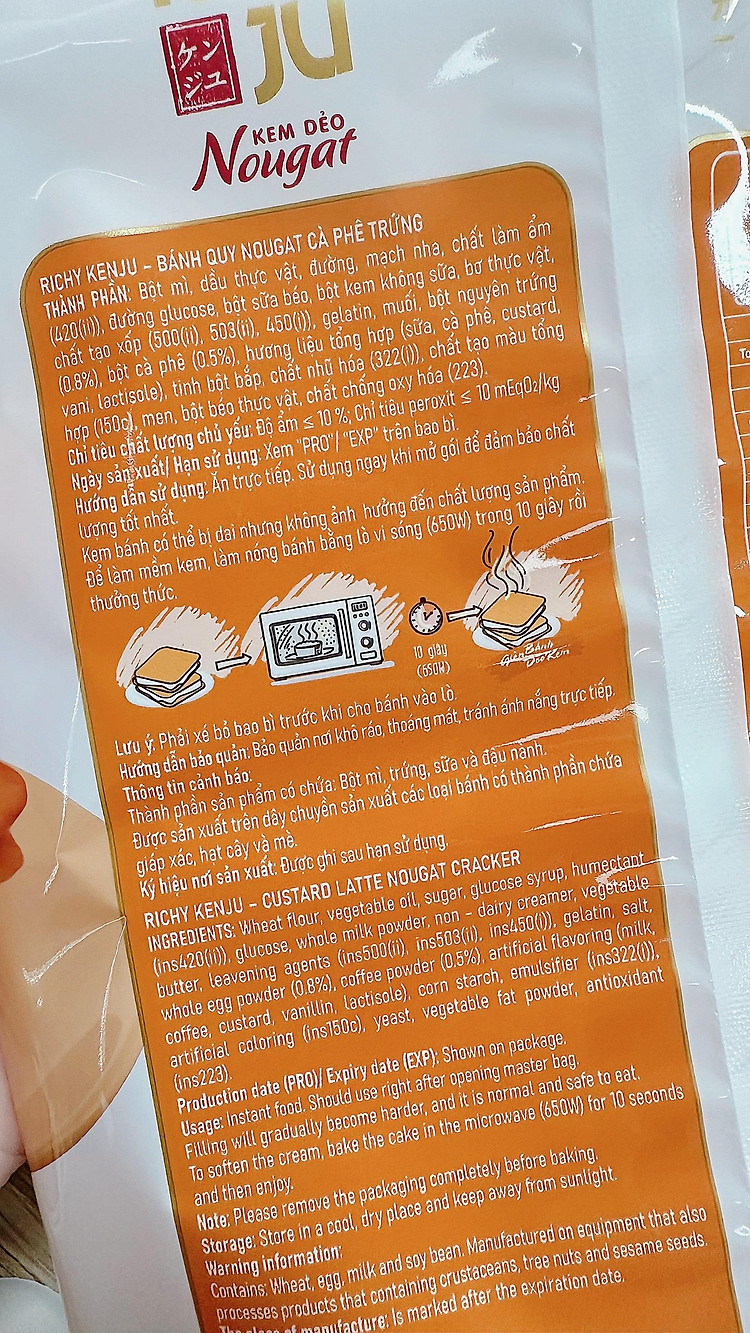 JU
ケン
ジユ
KEM DẺO
Nougat
RICHY KENJU – BÁNH QUY NOUGAT CÀ PHÊ TRỨNG
THÀNH PHẦN: Bột mì, dầu thực vật, đường, mạch nha, chất làm ẩm
(420(ii)), đường glucose, bột sữa béo, bột kem không sữa, bơ thực vật,
chất tạo xốp (500(ii), 503(ii), 450(i)), gelatin, muối, bột nguyên trứng
(0.8%), bột cà phê (0.5%), hương liệu tổng hợp (sữa, cà phê, custard,
vani, lactisole), tinh bột bắp, chất nhũ hóa (322(i)), chất tạo màu tổng
hợp (150c), men, bột béo thực vật, chất chống oxy hóa (223).
Chỉ tiêu chất lượng chủ yếu: Độ ẩm ≤ 10 %; Chỉ tiêu peroxit ≤ 10 mEqO₂/kg
Ngày sản xuất/ Hạn sử dụng: Xem "PRO"/ "EXP" trên bao bì.
Hướng dẫn sử dụng: Ăn trực tiếp. Sử dụng ngay khi mở gói để đảm bảo chất
lượng tốt nhất.
Kem bánh có thể bị dai nhưng không ảnh hưởng đến chất lượng sản phẩm.
Để làm mềm kem, làm nóng bánh bằng lò vi sóng (650W) trong 10 giây rồi
thưởng thức.
10 giây
(650W)
Giòn Bánh
Dẻo Kem
Lưu ý: Phải xé bỏ bao bì trước khi cho bánh vào lò.
Hướng dẫn bảo quản: Bảo quản nơi khô ráo, thoáng mát, tránh ánh nắng trực tiếp.
Thông tin cảnh báo:
Thành phần sản phẩm có chứa: Bột mì, trứng, sữa và đậu nành.
Được sản xuất trên dây chuyền sản xuất các loại bánh có thành phần chứa
giáp xác, hạt cây và mè.
Ký hiệu nơi sản xuất: Được ghi sau hạn sử dụng.
RICHY KENJU – CUSTARD LATTE NOUGAT CRACKER
INGREDIENTS: Wheat flour, vegetable oil, sugar, glucose syrup, humectant
(ins420(ii)), glucose, whole milk powder, non - dairy creamer, vegetable
butter, leavening agents (ins500(ii), ins503(ii), ins450(i)), gelatin, salt,
whole egg powder (0.8%), coffee powder (0.5%), artificial flavoring (milk,
coffee, custard, vanillin, lactisole), corn starch, emulsifier (ins322(i)),
artificial coloring (ins150c), yeast, vegetable fat powder, antioxidant
(ins223).
Production date (PRO)/ Expiry date (EXP): Shown on package.
Usage: Instant food. Should use right after opening master bag.
Filling will gradually become harder, and it is normal and safe to eat.
To soften the cream, bake the cake in the microwave (650W) for 10 seconds
and then enjoy.
Note: Please remove the packaging completely before baking.
Storage: Store in a cool, dry place and keep away from sunlight.
Warning information:
Contains: Wheat, egg, milk and soy bean. Manufactured on equipment that also
processes products that containing crustaceans, tree nuts and sesame seeds.
The place of manufacture: Is marked after the expiration date.